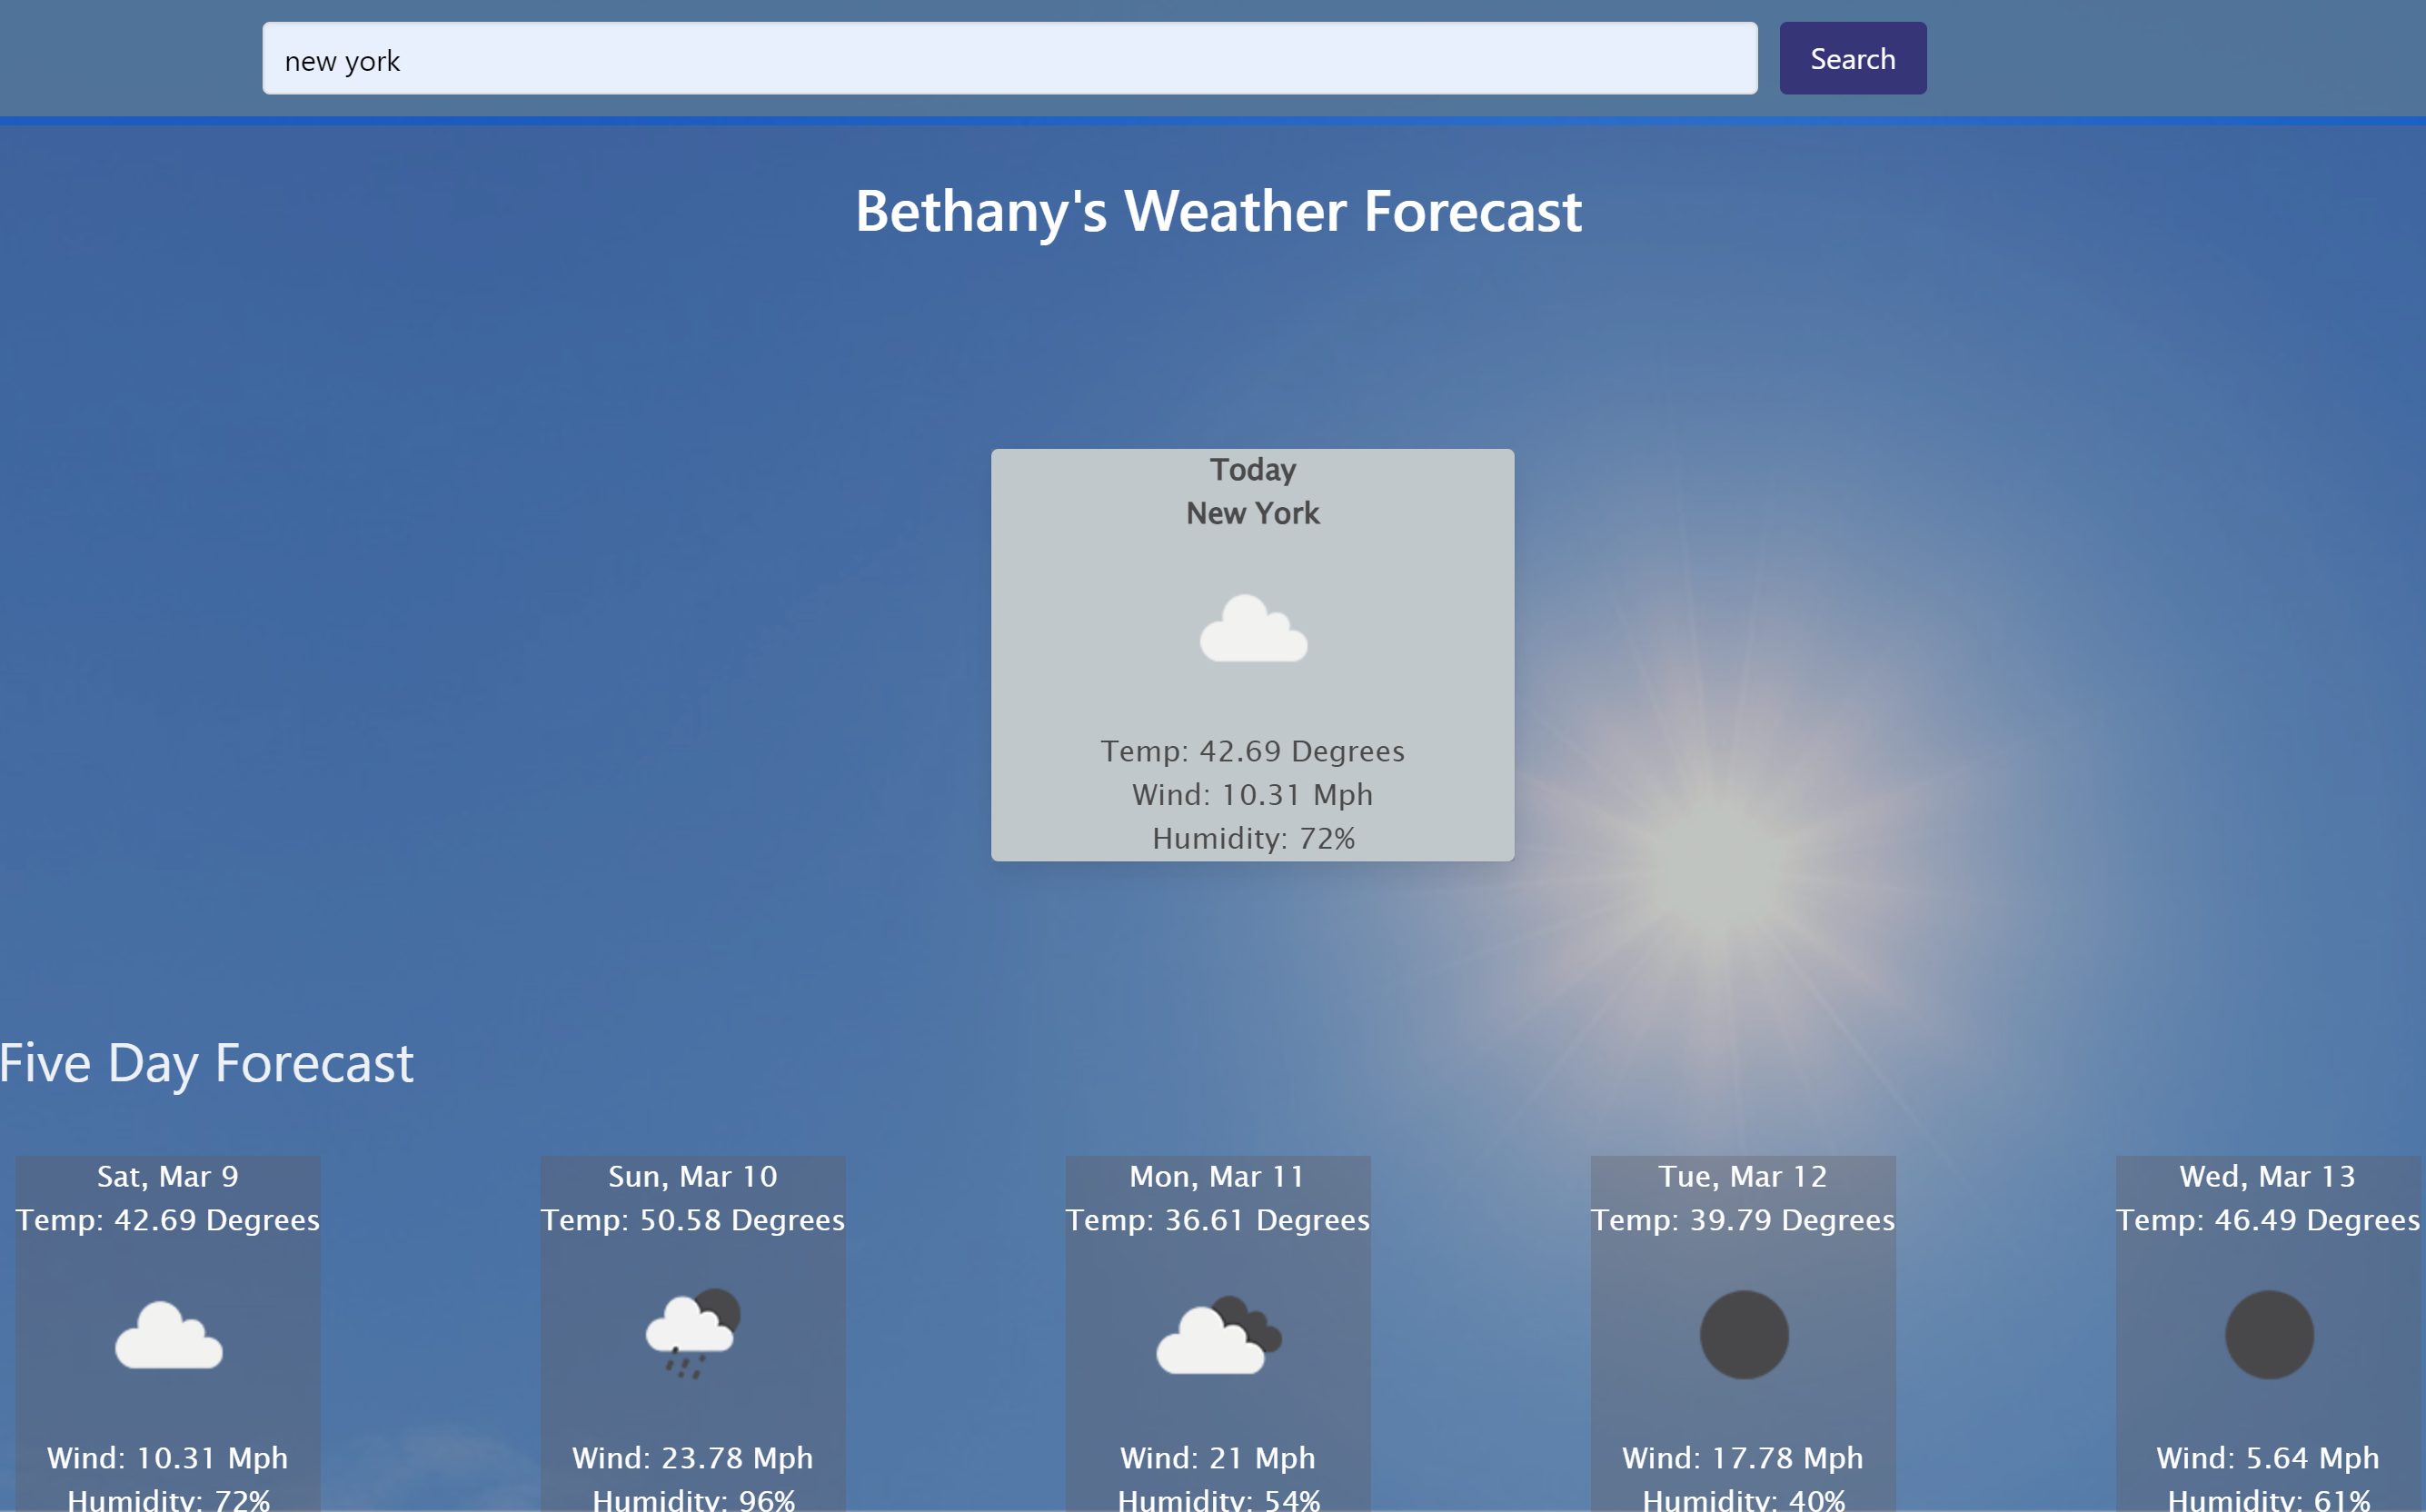 new york
Search
Bethany's Weather Forecast
Today
New York
Temp: 42.69 Degrees
Wind: 10.31 Mph
Humidity: 72%
Five Day Forecast
Sat, Mar 9
Temp: 42.69 Degrees
Wind: 10.31 Mph
Humidity: 72%
Sun, Mar 10
Temp: 50.58 Degrees
Wind: 23.78 Mph
Humidity: 96%
Mon, Mar 11
Temp: 36.61 Degrees
Wind: 21 Mph
Humidity: 54%
Tue, Mar 12
Temp: 39.79 Degrees
Wind: 17.78 Mph
Humidity: 40%
Wed, Mar 13
Temp: 46.49 Degrees
Wind: 5.64 Mph
Humidity: 61%